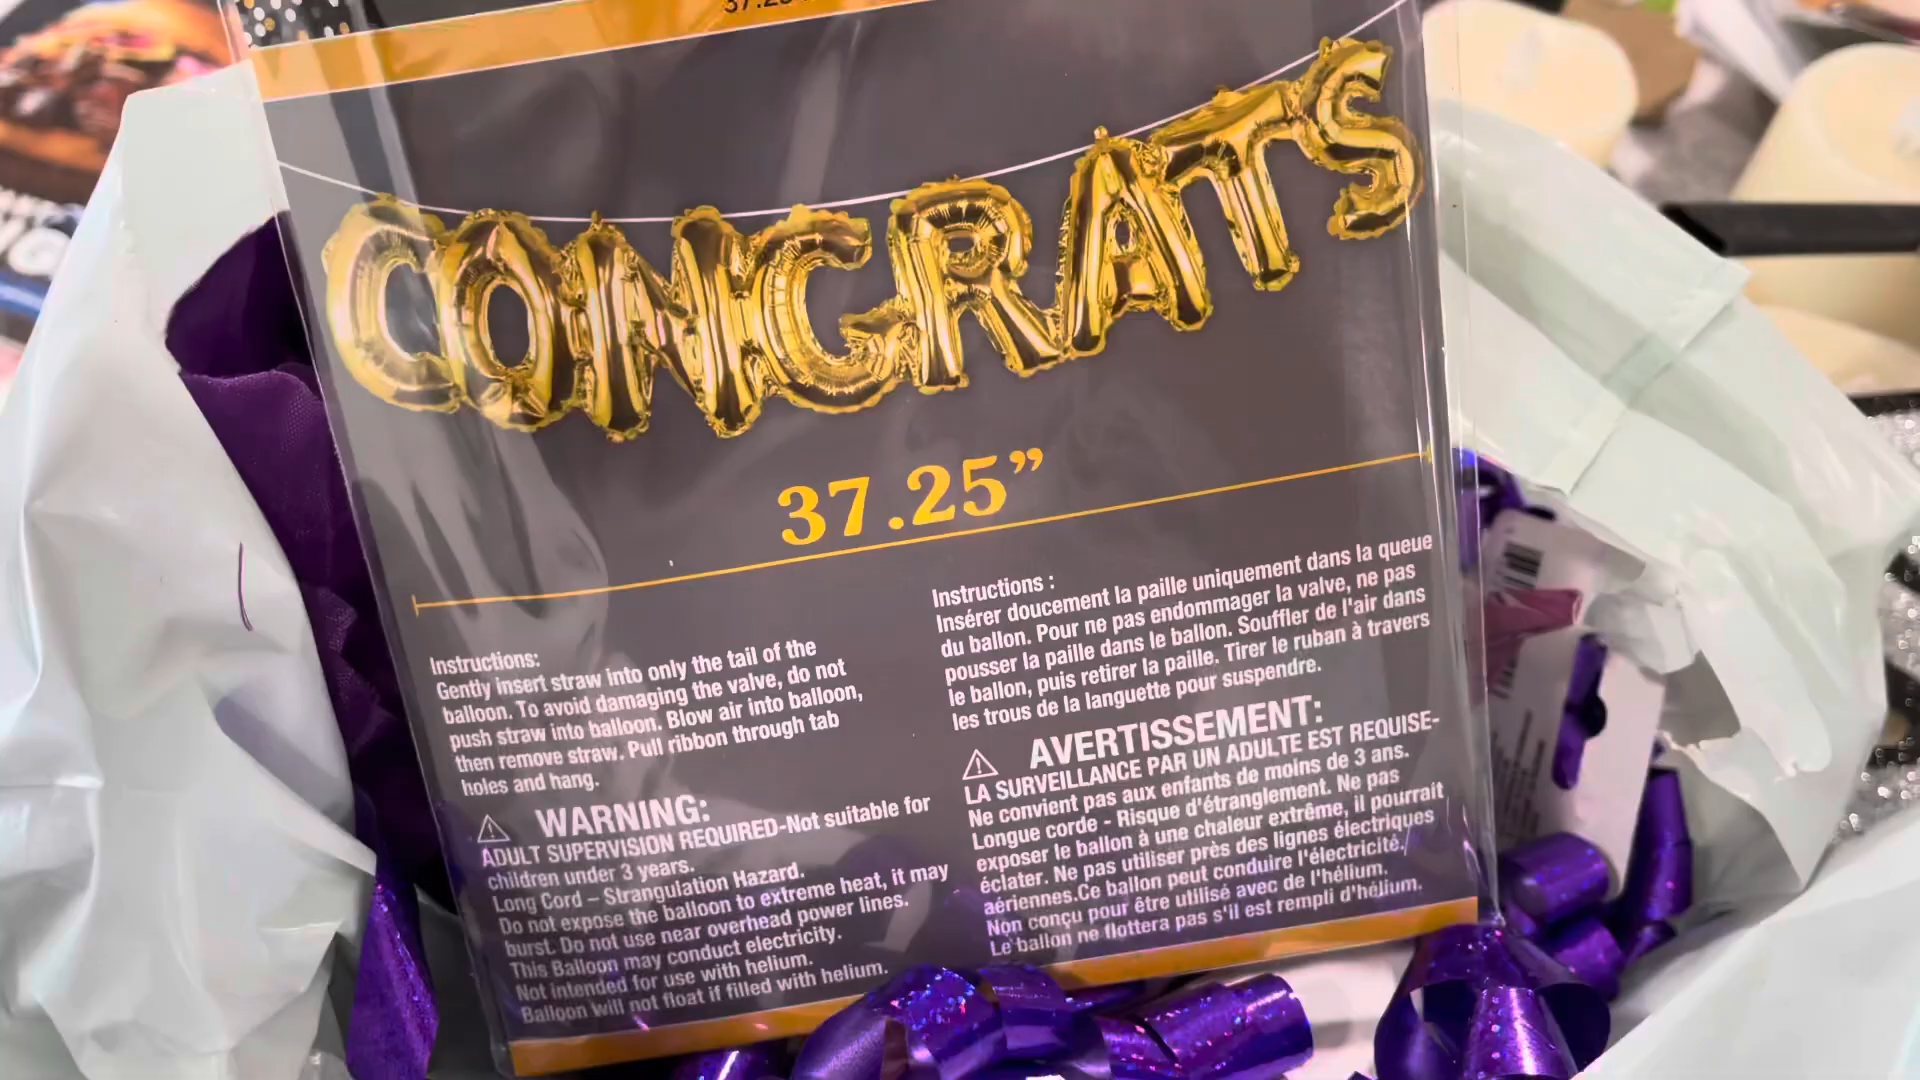 CONGRATS
37.25”
Instructions:
Gently insert straw into only the tail of the
balloon. To avoid damaging the valve, do not
push straw into balloon. Blow air into balloon,
then remove straw. Pull ribbon through tab
holes and hang.
WARNING:
ADULT SUPERVISION REQUIRED-Not suitable for
children under 3 years.
Long Cord – Strangulation Hazard.
Do not expose the balloon to extreme heat, it may
burst. Do not use near overhead power lines.
This Balloon may conduct electricity.
Not intended for use with helium.
Balloon will not float if filled with helium.
Instructions :
Insérer doucement la paille uniquement dans la queue
du ballon. Pour ne pas endommager la valve, ne pas
pousser la paille dans le ballon. Souffler de l'air dans
le ballon, puis retirer la paille. Tirer le ruban à travers
les trous de la languette pour suspendre.
AVERTISSEMENT:
LA SURVEILLANCE PAR UN ADULTE EST REQUISE-
Ne convient pas aux enfants de moins de 3 ans.
Longue corde - Risque d'étranglement. Ne pas
exposer le ballon à une chaleur extrême, il pourrait
éclater. Ne pas utiliser près des lignes électriques
aériennes.Ce ballon peut conduire l'électricité.
Non conçu pour être utilisé avec de l'hélium.
Le ballon ne flottera pas s'il est rempli d'hélium.